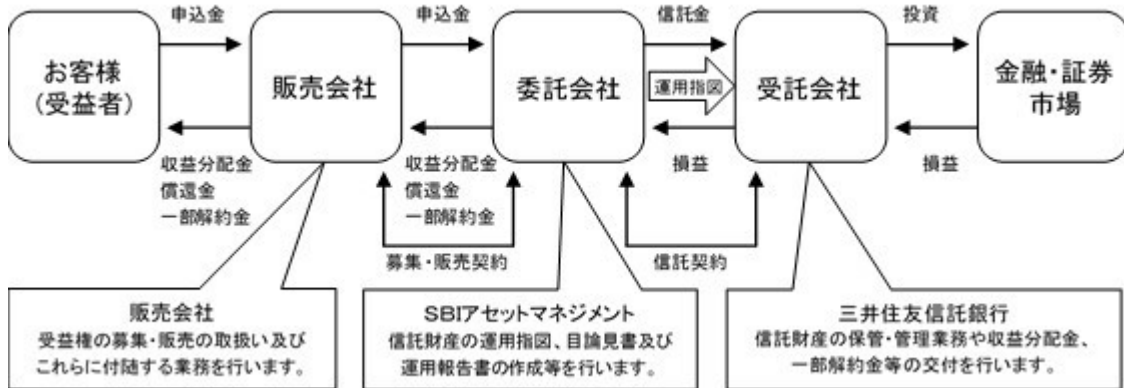 申込金
申込金
信託金
投資
お客様
(受益者)
販売会社
委託会社
運用指図
受託会社
金融・証券
市場
収益分配金
償還金
一部解約金
収益分配金
償還金
一部解約金
損益
損益
募集・販売契約
信託契約
販売会社
受益権の募集・販売の取扱い及び
これらに付随する業務を行います。
SBIアセットマネジメント
信託財産の運用指図、目論見書及び
運用報告書の作成等を行います。
三井住友信託銀行
信託財産の保管・管理業務や収益分配金、
一部解約金等の交付を行います。